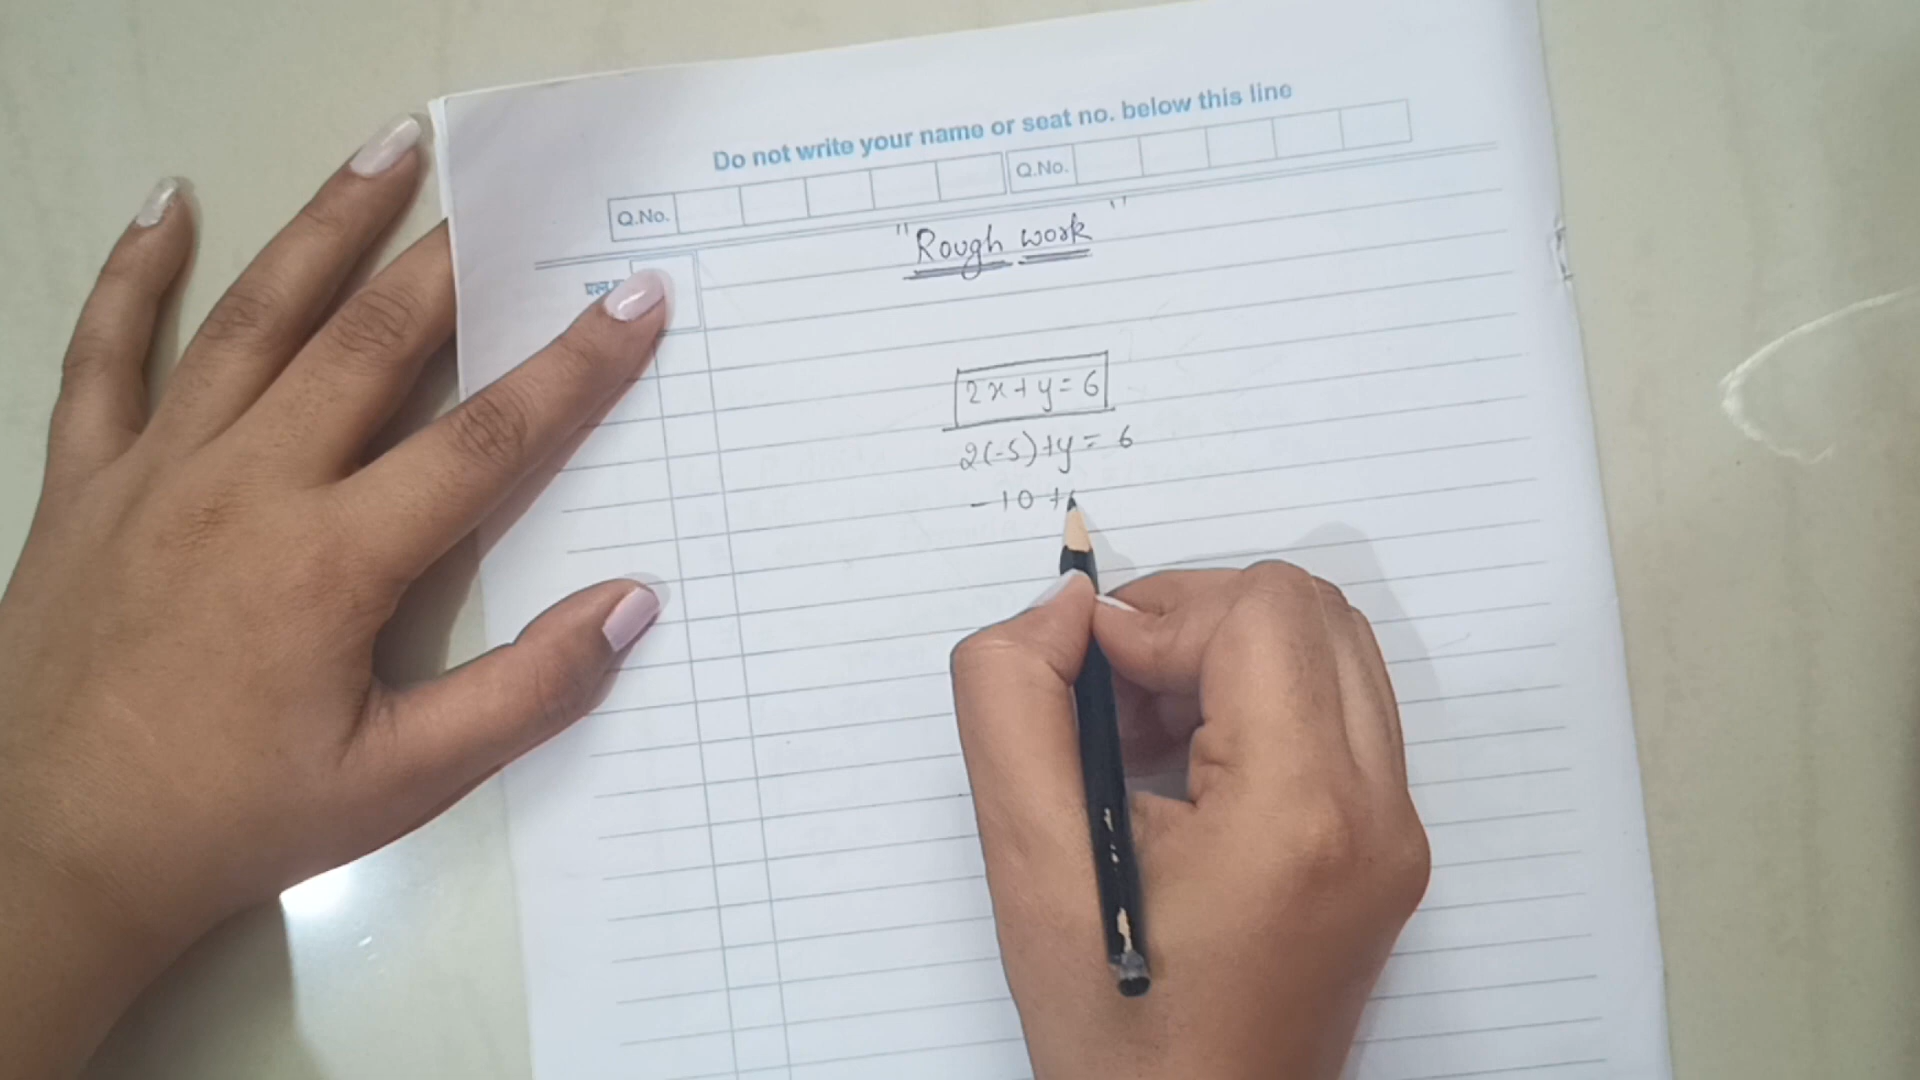 Do not write your name or seat no. below this line
Q.No.
Q.No.
"Rough work"
2x+y=6
2(-5)+y=6
-10+